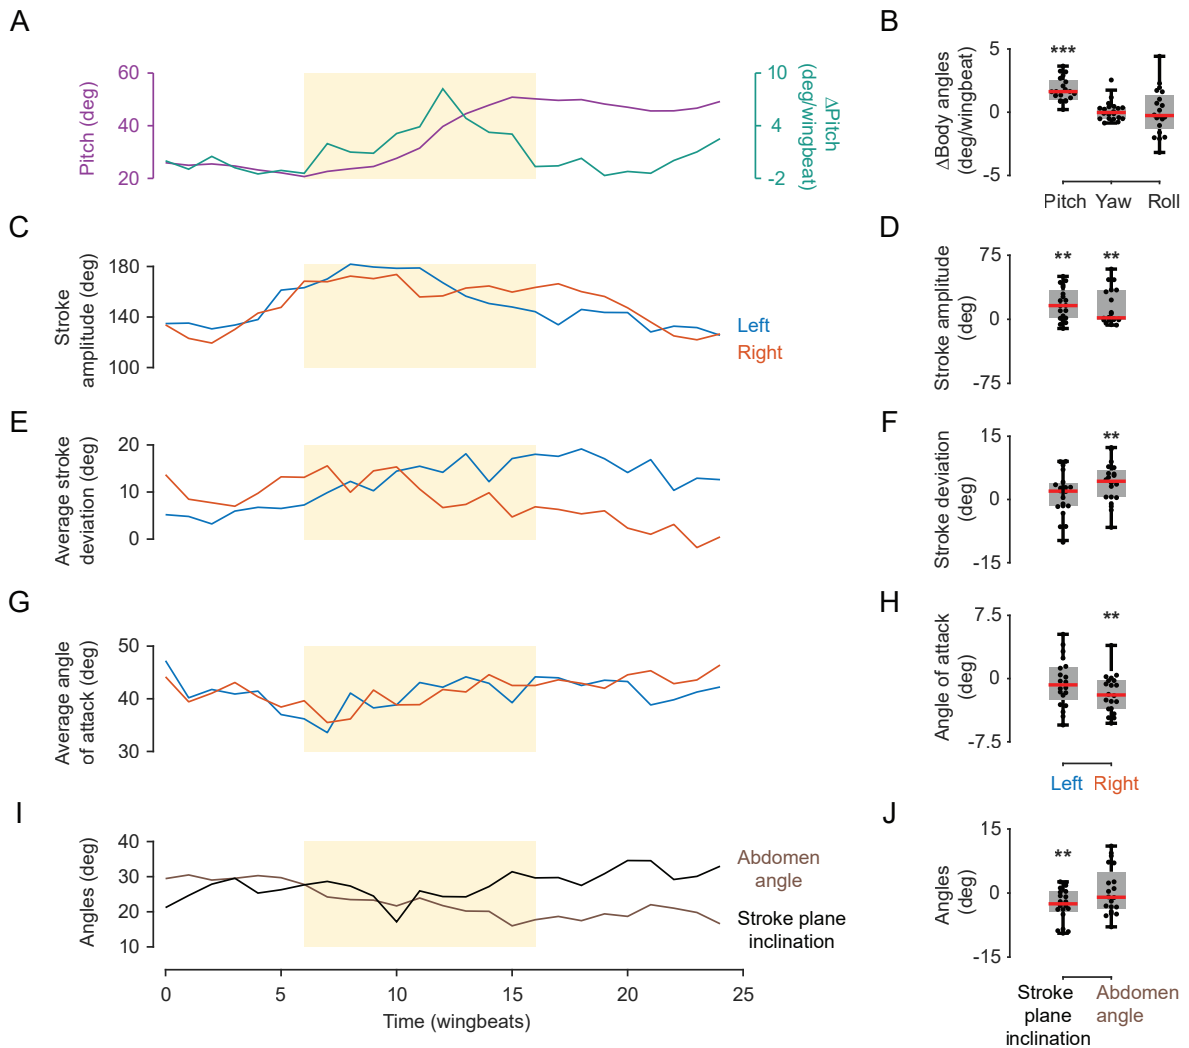 A
Pitch (deg)
60
40
20
10
4
-2
ΔPitch
(deg/wingbeat)
B
ΔBody angles
(deg/wingbeat)
5
0
-5
***
Pitch
Yaw
Roll
C
Stroke
amplitude (deg)
180
140
100
Left
Right
D
Stroke amplitude
(deg
75
0
-75
**
**
E
Average stroke
deviation (deg)
20
10
0
F
Stroke deviation
(deg)
15
0
-15
**
G
Average angle
of attack (deg)
50
40
30
H
Angle of attack
(deg)
7.5
0
-7.5
**
Left
Right
I
Angles (deg)
40
30
20
10
Abdomen
angle
Stroke plane
inclination
0
5
10
15
20
25
Time (wingbeats)
J
Angles
(deg)
15
0
-15
**
Stroke
plane
inclination
Abdomen
angle